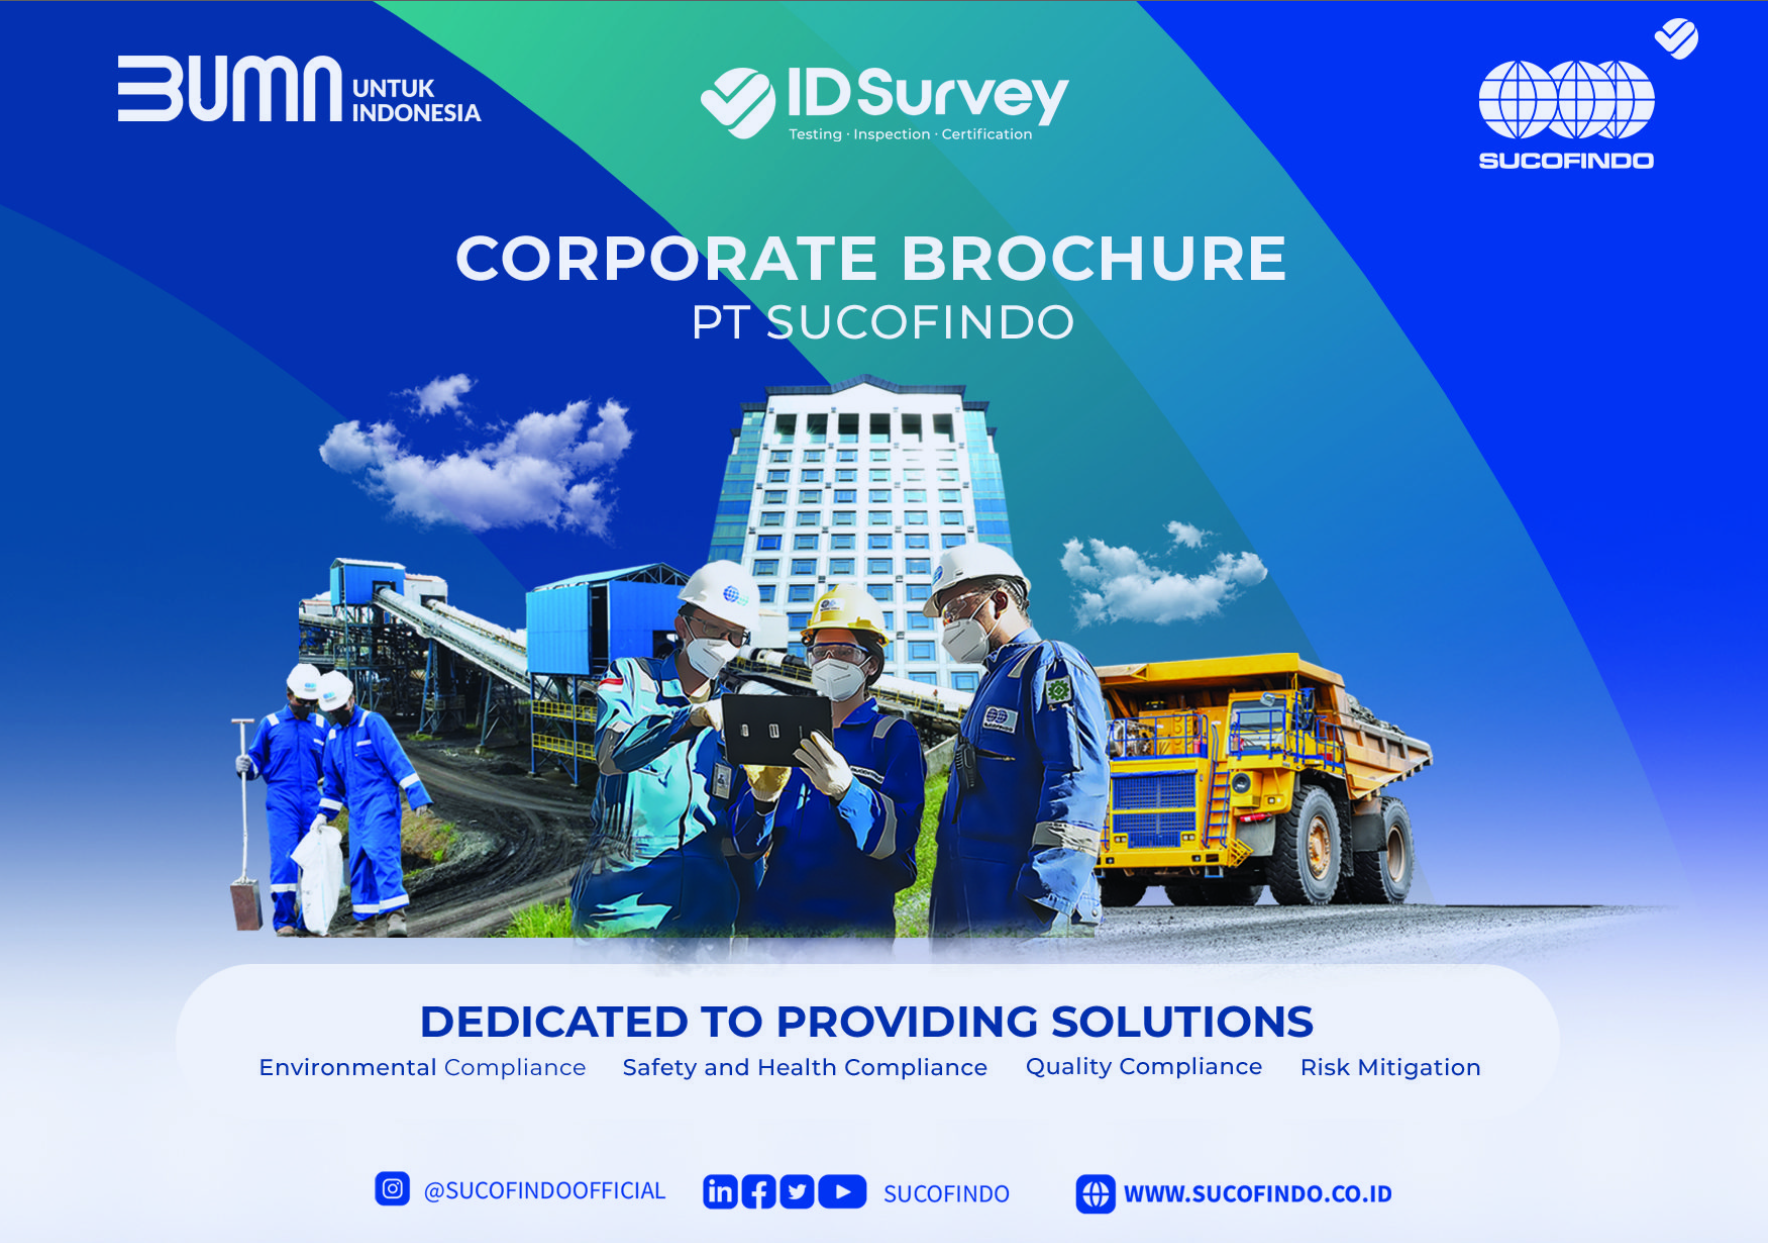 BUMN UNTUK
INDONESIA
IDSurvey
Testing · Inspection · Certification
SUCOFINDO
CORPORATE BROCHURE
PT SUCOFINDO
DEDICATED TO PROVIDING SOLUTIONS
Environmental Compliance Safety and Health Compliance Quality Compliance Risk Mitigation
@SUCOFINDOOFFICIAL SUCOFINDO WWW.SUCOFINDO.CO.ID